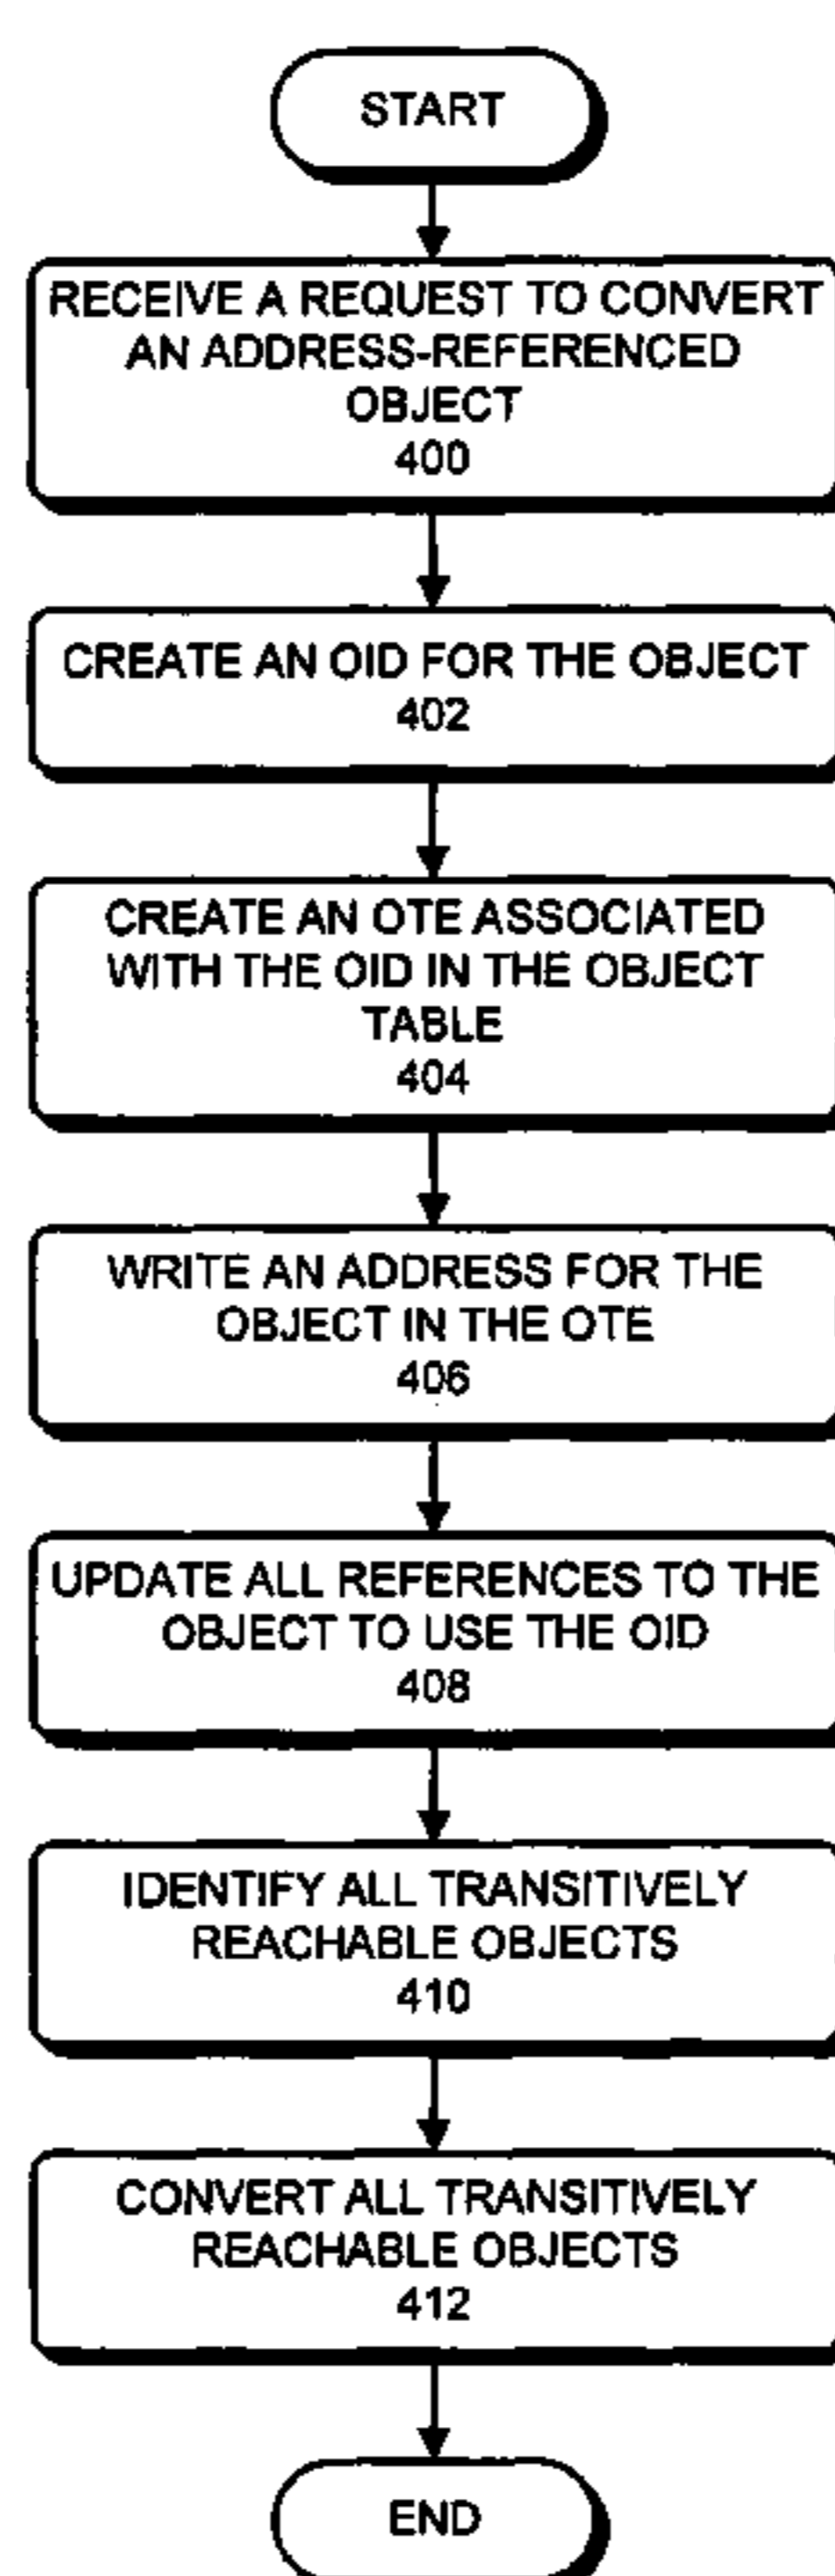 START
RECEIVE A REQUEST TO CONVERT
AN ADDRESS-REFERENCED
OBJECT
400
CREATE AN OID FOR THE OBJECT
402
CREATE AN OTE ASSOCIATED
WITH THE OID IN THE OBJECT
TABLE
404
WRITE AN ADDRESS FOR THE
OBJECT IN THE OTE
406
UPDATE ALL REFERENCES TO THE
OBJECT TO USE THE OID
408
IDENTIFY ALL TRANSITIVELY
REACHABLE OBJECTS
410
CONVERT ALL TRANSITIVELY
REACHABLE OBJECTS
412
END